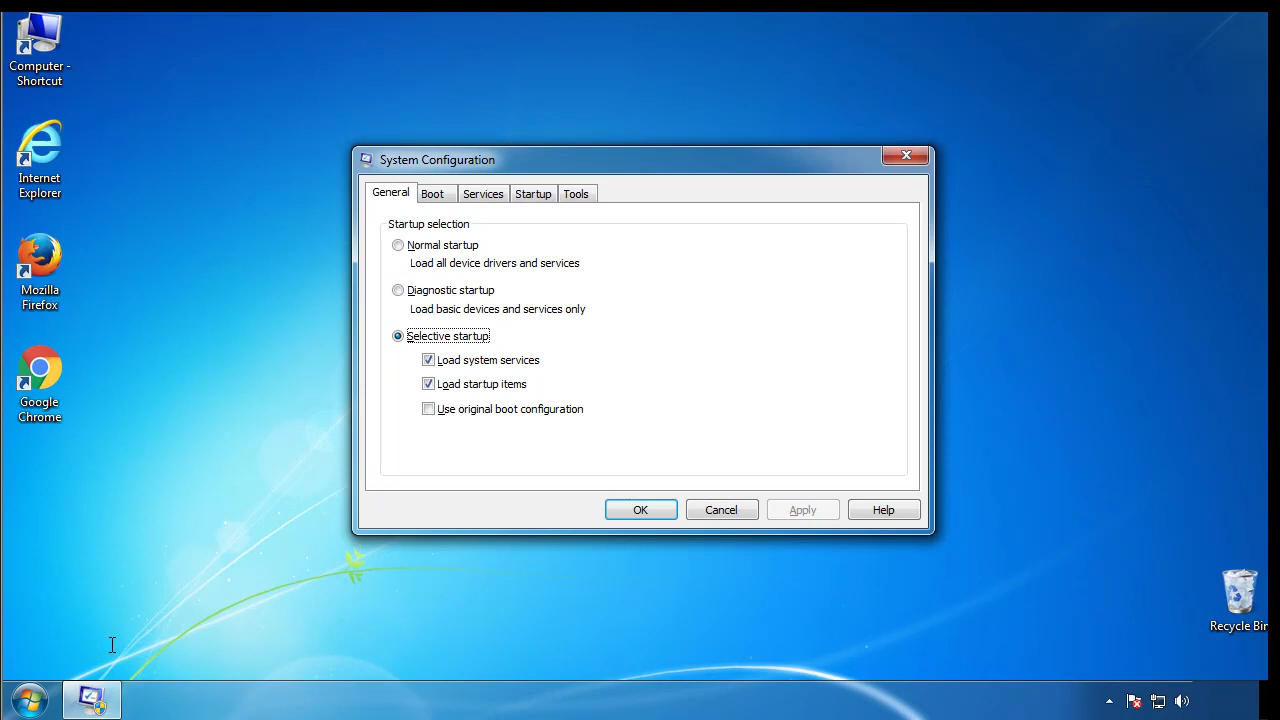 Computer -
Shortcut
Internet
Explorer
Mozilla
Firefox
Google
Chrome
System Configuration
General Boot Services Startup Tools
Startup selection
Normal startup
Load all device drivers and services
Diagnostic startup
Load basic devices and services only
Selective startup
Load system services
Load startup items
Use original boot configuration
OK Cancel Apply Help
Recycle Bin